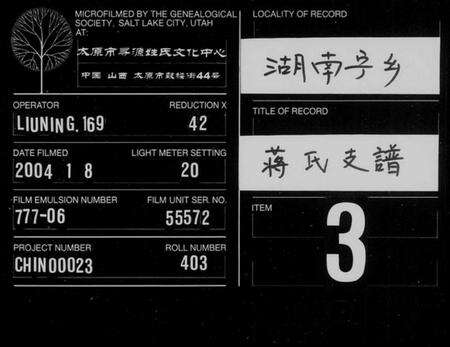 MICROFILMED BY THE GENEALOGICAL
SOCIETY, SALT LAKE CITY, UTAH
AT:
太原市寻源姓氏文化中心
中国 山西 太原市鼓楼街44号
OPERATOR
LIUNING.169
REDUCTION X
42
DATE FILMED
2004 1 8
LIGHT METER SETTING
20
FILM EMULSION NUMBER
777-06
FILM UNIT SER. NO.
55572
PROJECT NUMBER
CHIN00023
ROLL NUMBER
403
LOCALITY OF RECORD
湖南宁乡
TITLE OF RECORD
蒋氏支譜
ITEM
3